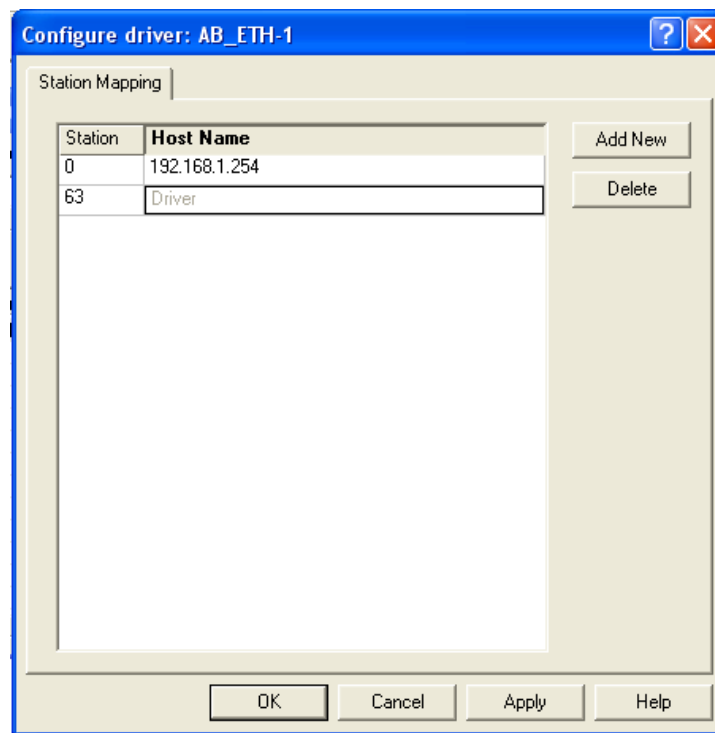 Configure driver: AB_ETH-1
Station Mapping
Station Host Name
0 192.168.1.254
63 Driver
Add New
Delete
OK Cancel Apply Help